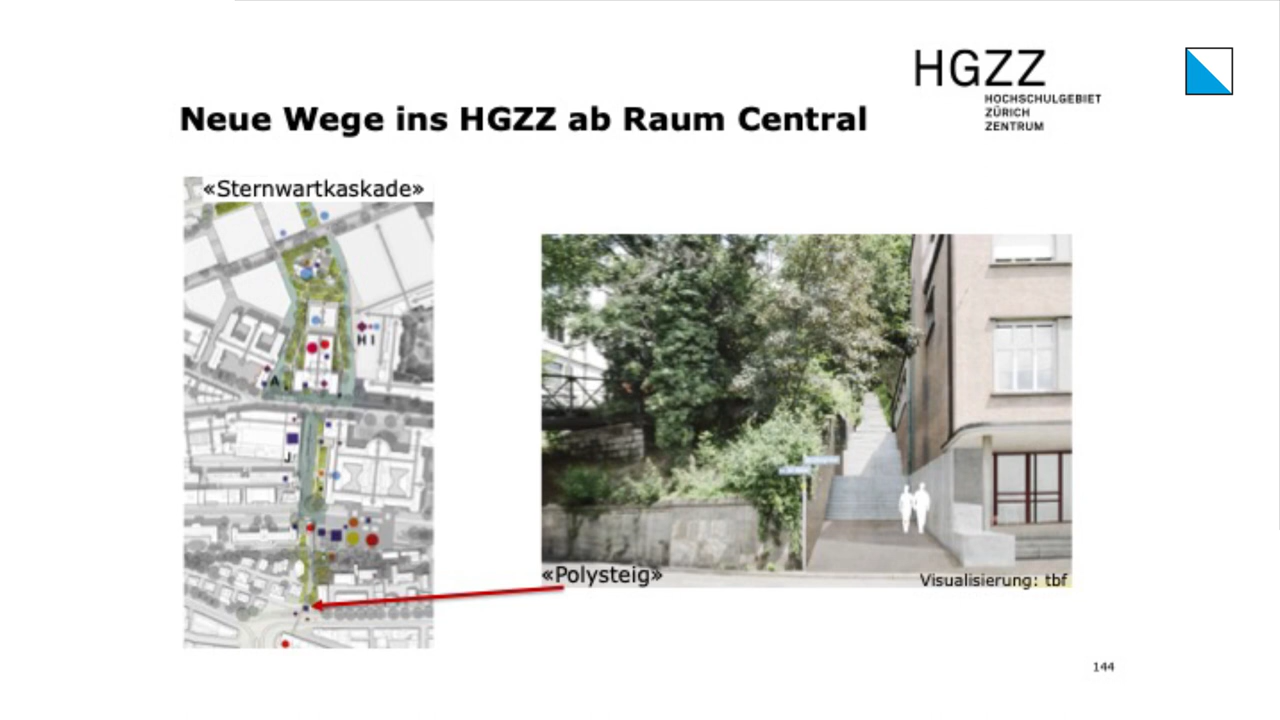 HGZZ
HOCHSCHULGEBIET
ZÜRICH
ZENTRUM
Neue Wege ins HGZZ ab Raum Central
«Sternwartkaskade»
H I
A
J
«Polysteig»
Visualisierung: tbf
144